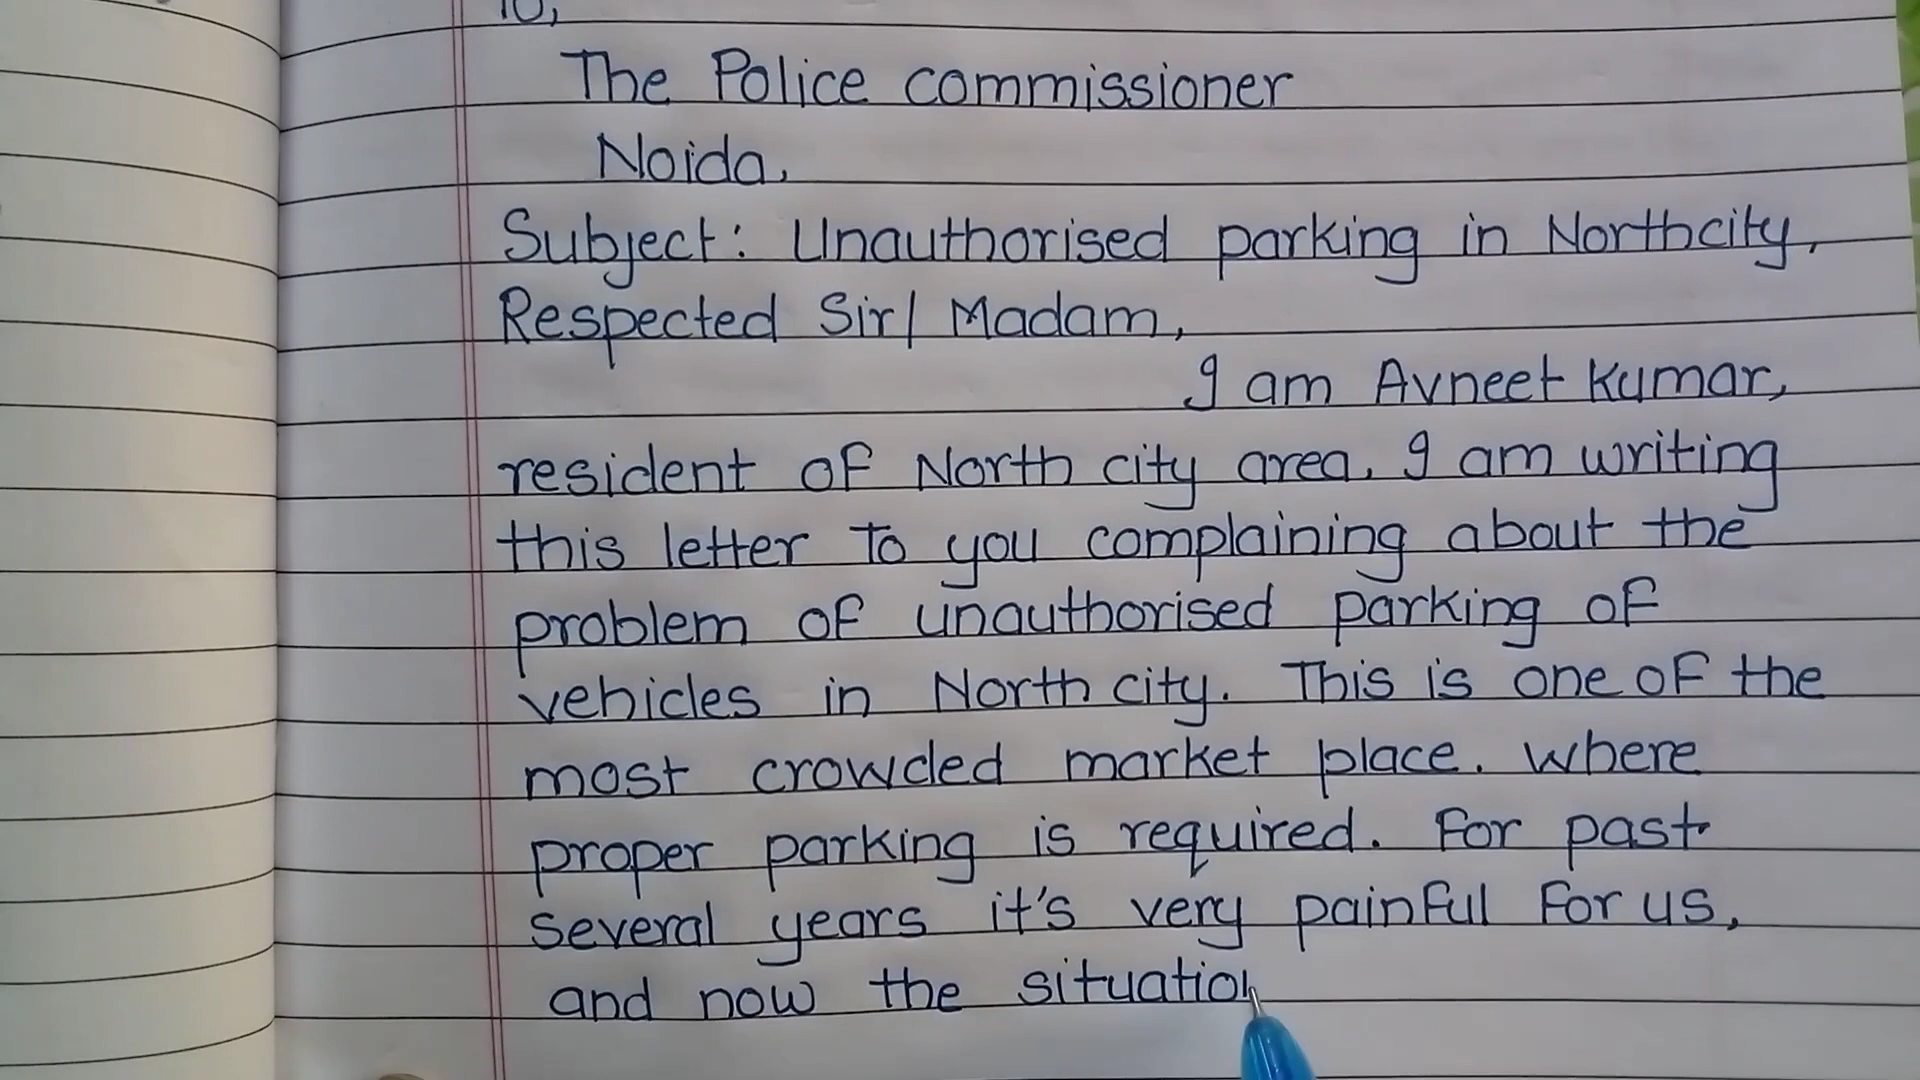 To,
The Police commissioner
Noida,
Subject: Unauthorised parking in Northcity,
Respected Sir/ Madam,
I am Avneet Kumar,
resident of North city area, I am writing
this letter to you complaining about the
problem of unauthorised parking of
vehicles in North city. This is one of the
most crowded market place. where
proper parking is required. For past
several years it's very painful for us,
and now the situation